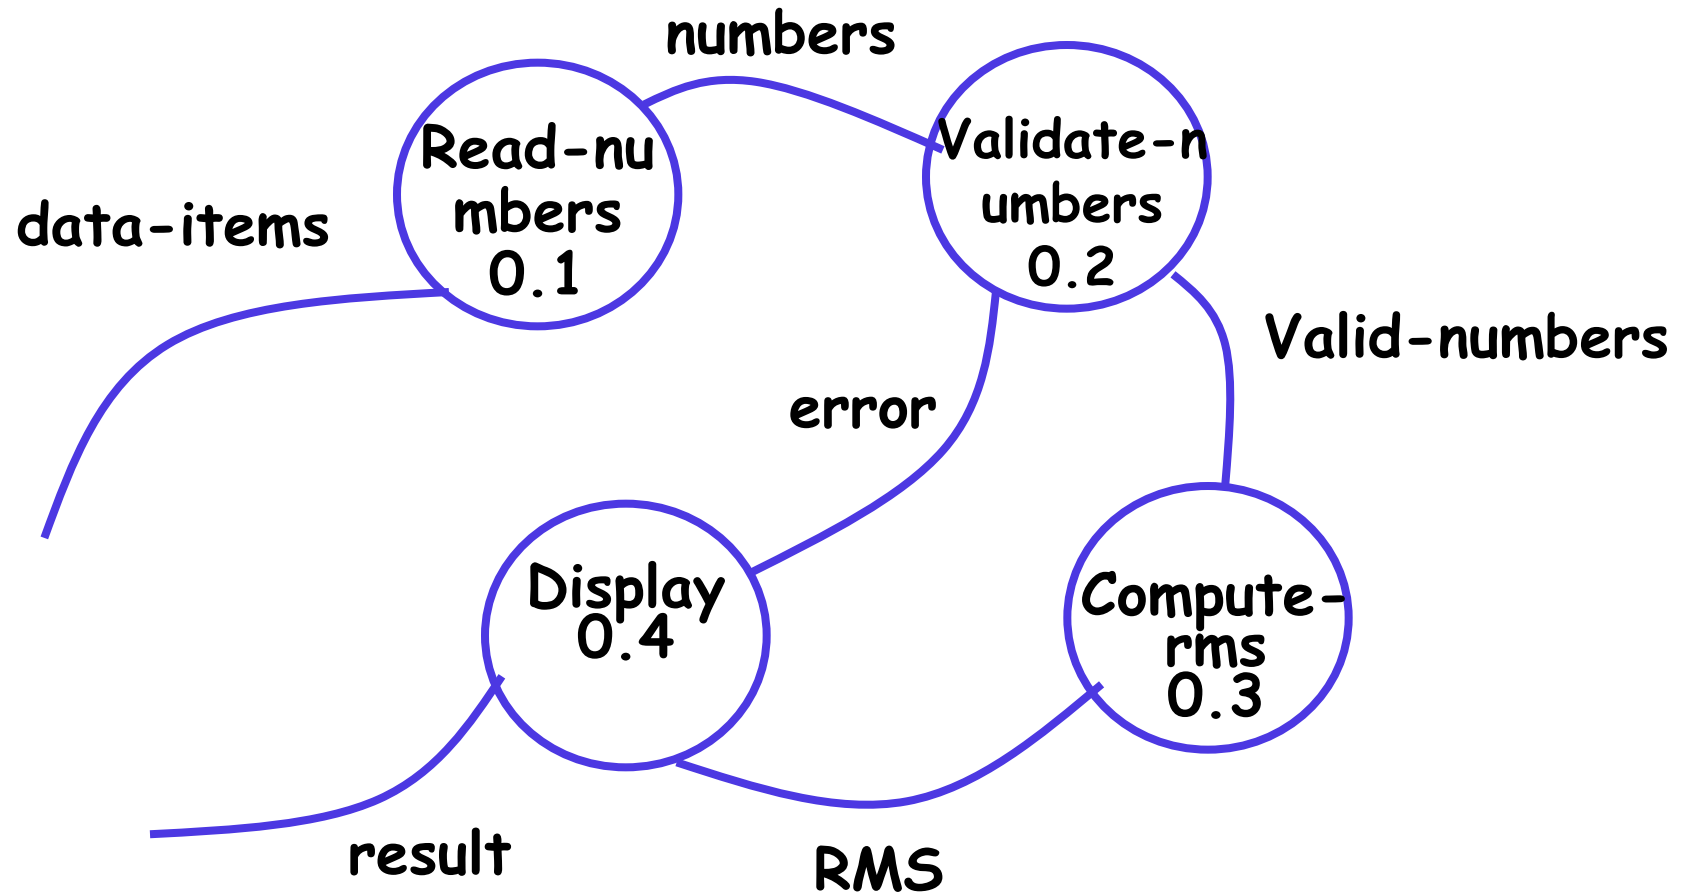 numbers
Read-nu
mbers
0.1
Validate-n
umbers
0.2
data-items
Valid-numbers
error
Display
0.4
Compute-
rms
0.3
result
RMS